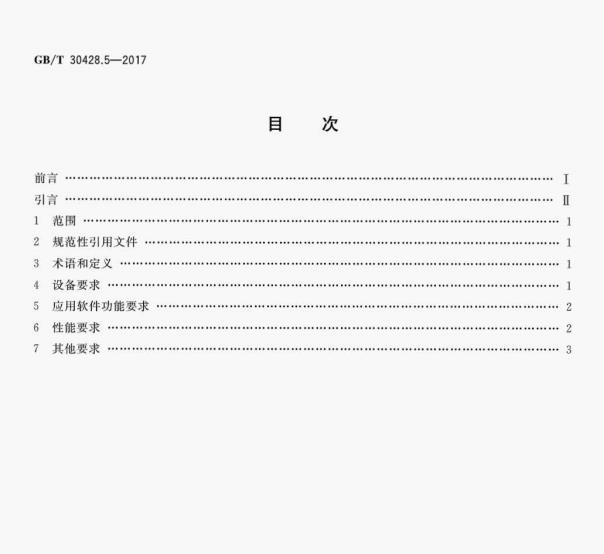 GB/T 30428.5—2017
目 次
前言 …… Ⅰ
引言 …… Ⅱ
1 范围 …… 1
2 规范性引用文件 …… 1
3 术语和定义 …… 1
4 设备要求 …… 1
5 应用软件功能要求 …… 2
6 性能要求 …… 2
7 其他要求 …… 3